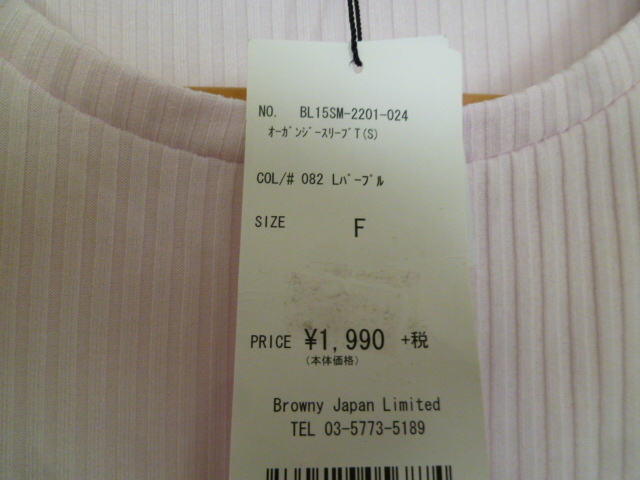 NO. BL15SM-2201-024
ｵｰｶﾞﾝｼﾞｰｽﾘｰﾌﾞT(S)
COL/# 082 Lﾊﾟｰﾌﾟﾙ
SIZE F
PRICE ¥1,990 +税
(本体価格)
Browny Japan Limited
TEL 03-5773-5189